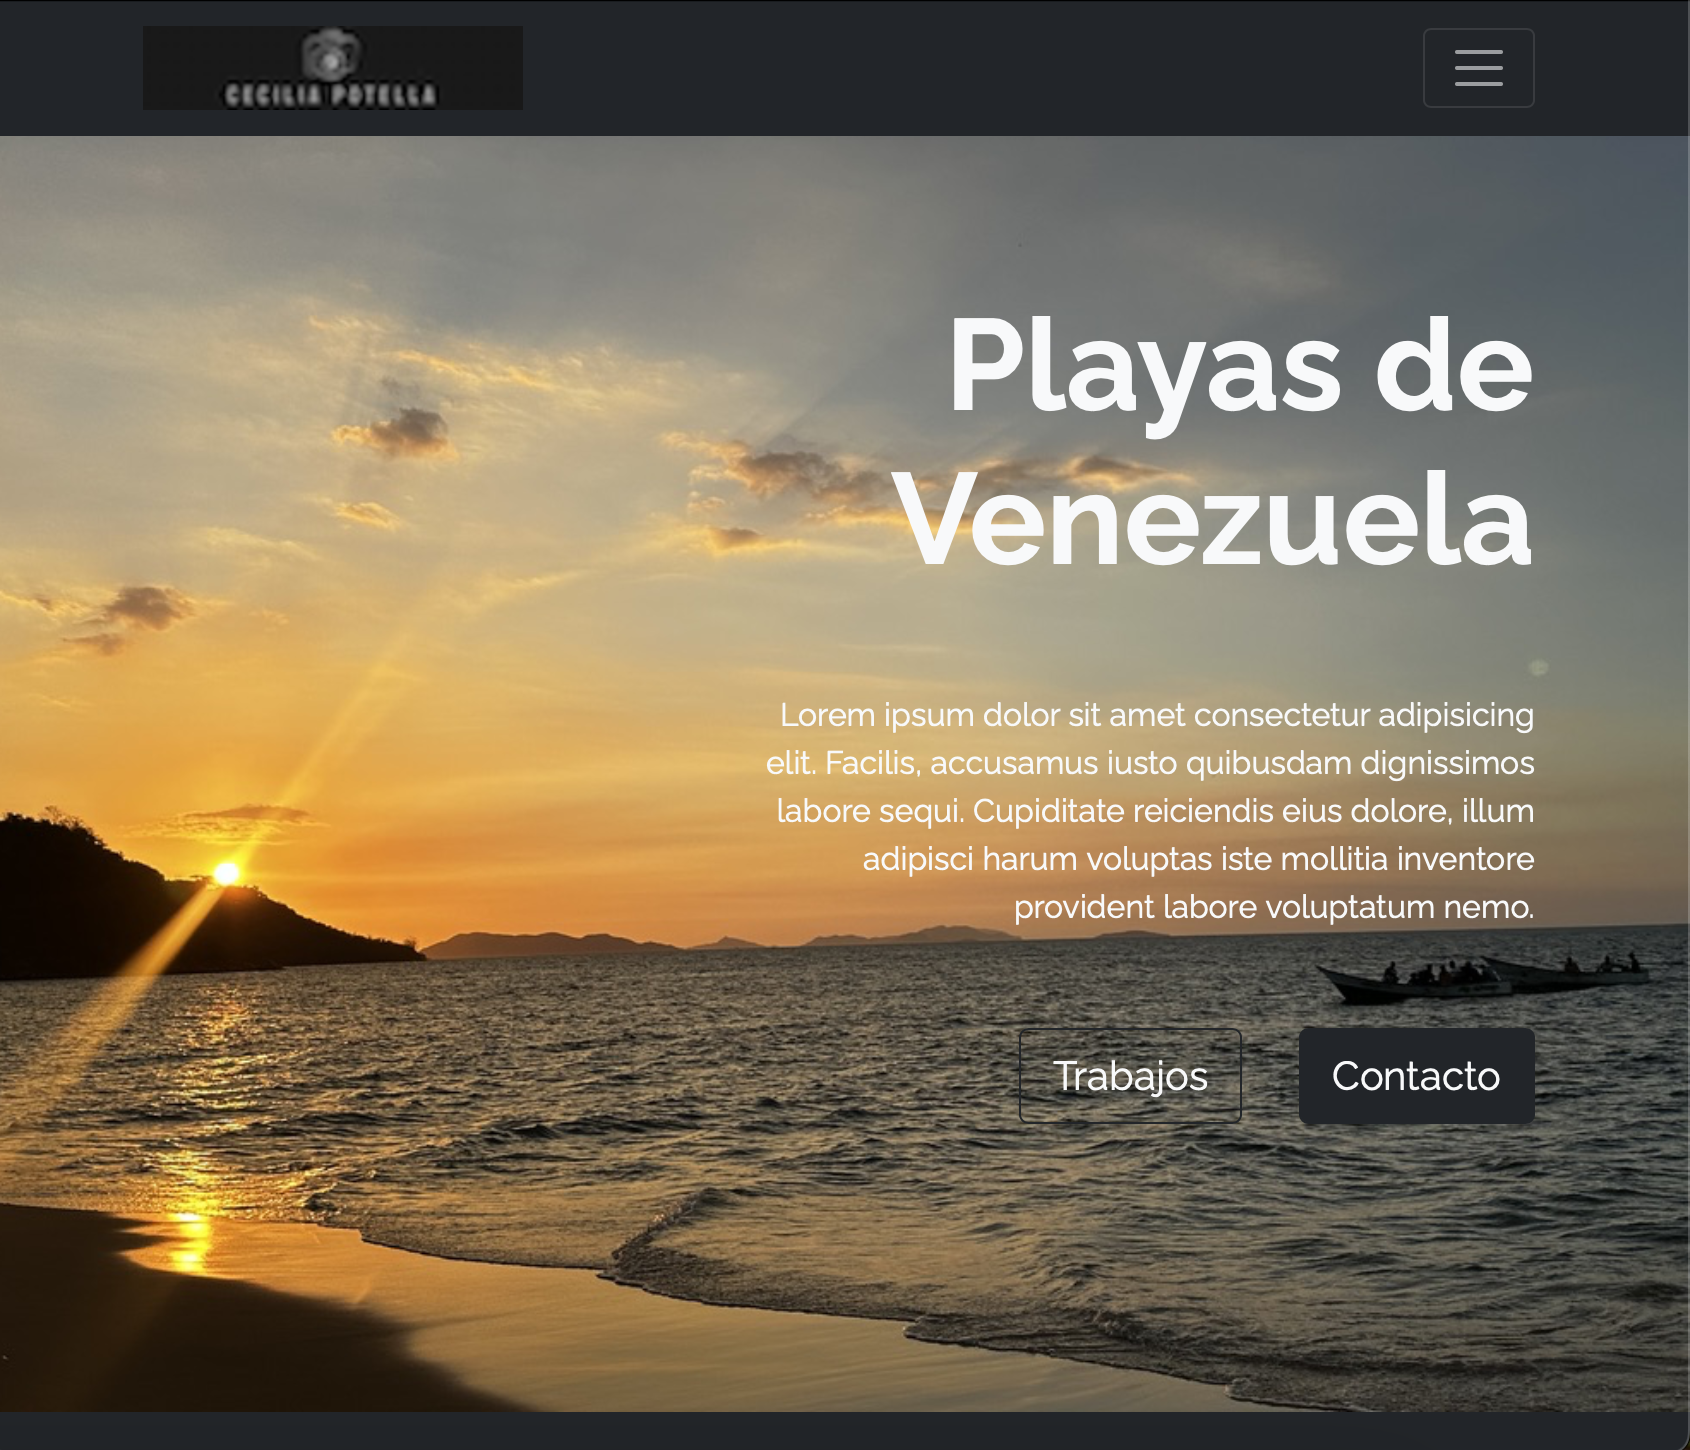 CECILIA POTELLA
Playas de
Venezuela
Lorem ipsum dolor sit amet consectetur adipisicing
elit. Facilis, accusamus iusto quibusdam dignissimos
labore sequi. Cupiditate reiciendis eius dolore, illum
adipisci harum voluptas iste mollitia inventore
provident labore voluptatum nemo.
Trabajos
Contacto